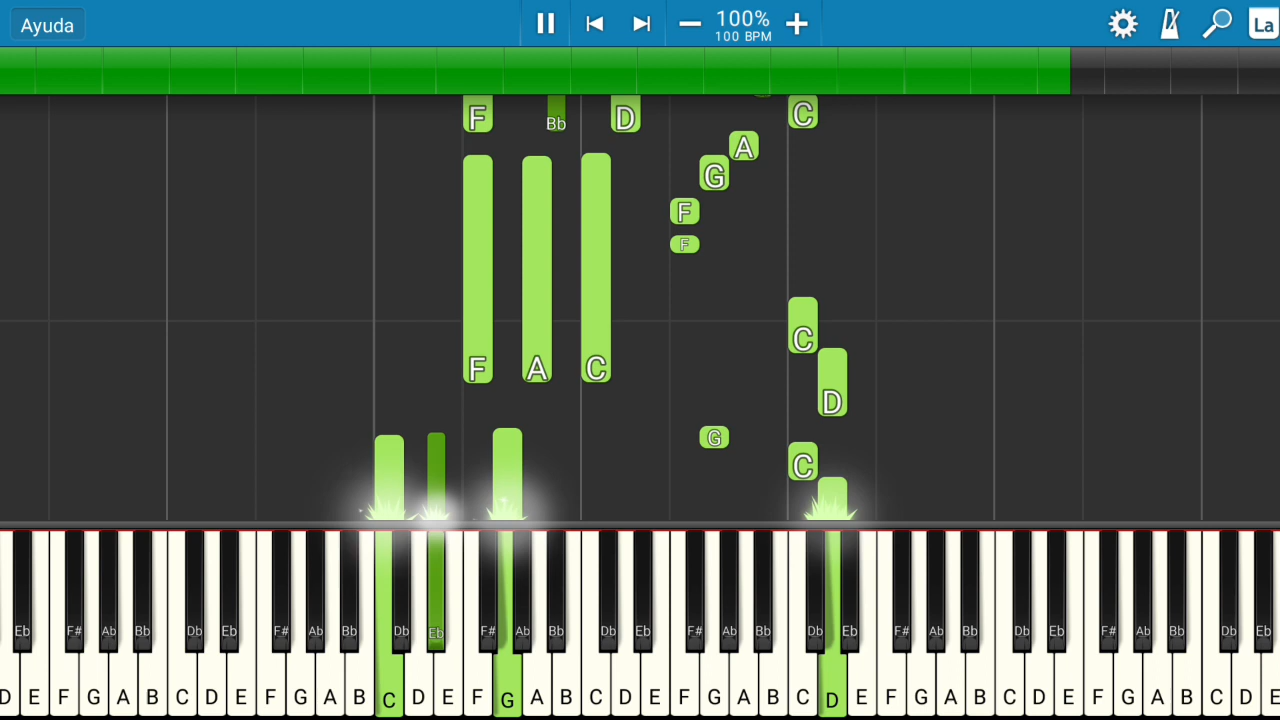 Ayuda
100%
100 BPM
La
F Bb D C
A
G
F
F
C
F A C
D
G
C
Eb F# Ab Bb Db Eb F# Ab Bb Db Eb F# Ab Bb Db Eb F# Ab Bb Db Eb F# Ab Bb Db Eb F# Ab Bb Db Eb
D E F G A B C D E F G A B C D E F G A B C D E F G A B C D E F G A B C D E F G A B C D E